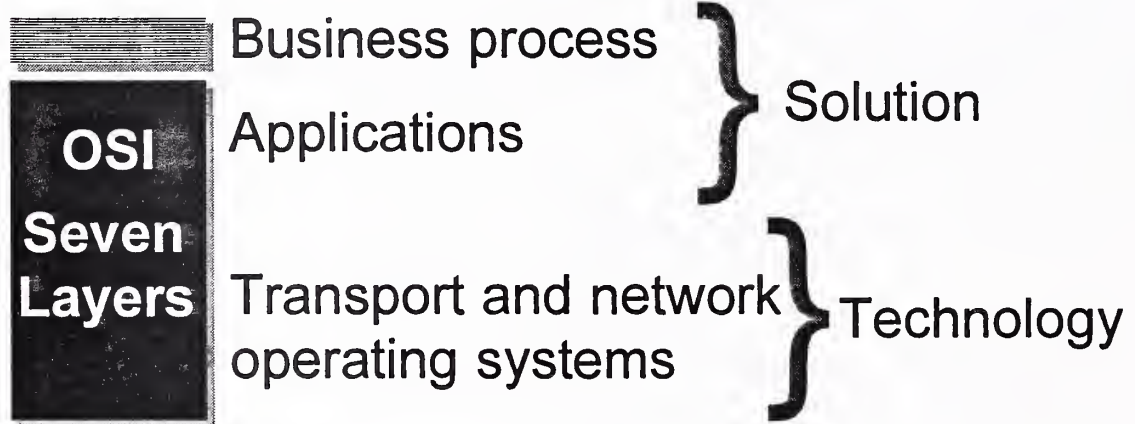 Business process
Solution
Applications
OSI
Seven
Layers
Transport and network
operating systems
Technology